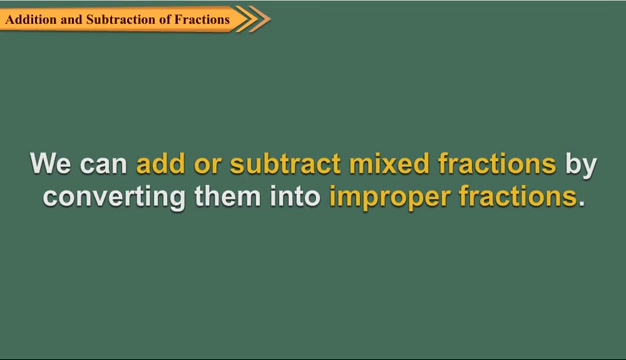 Addition and Subtraction of Fractions
We can add or subtract mixed fractions by
converting them into improper fractions.